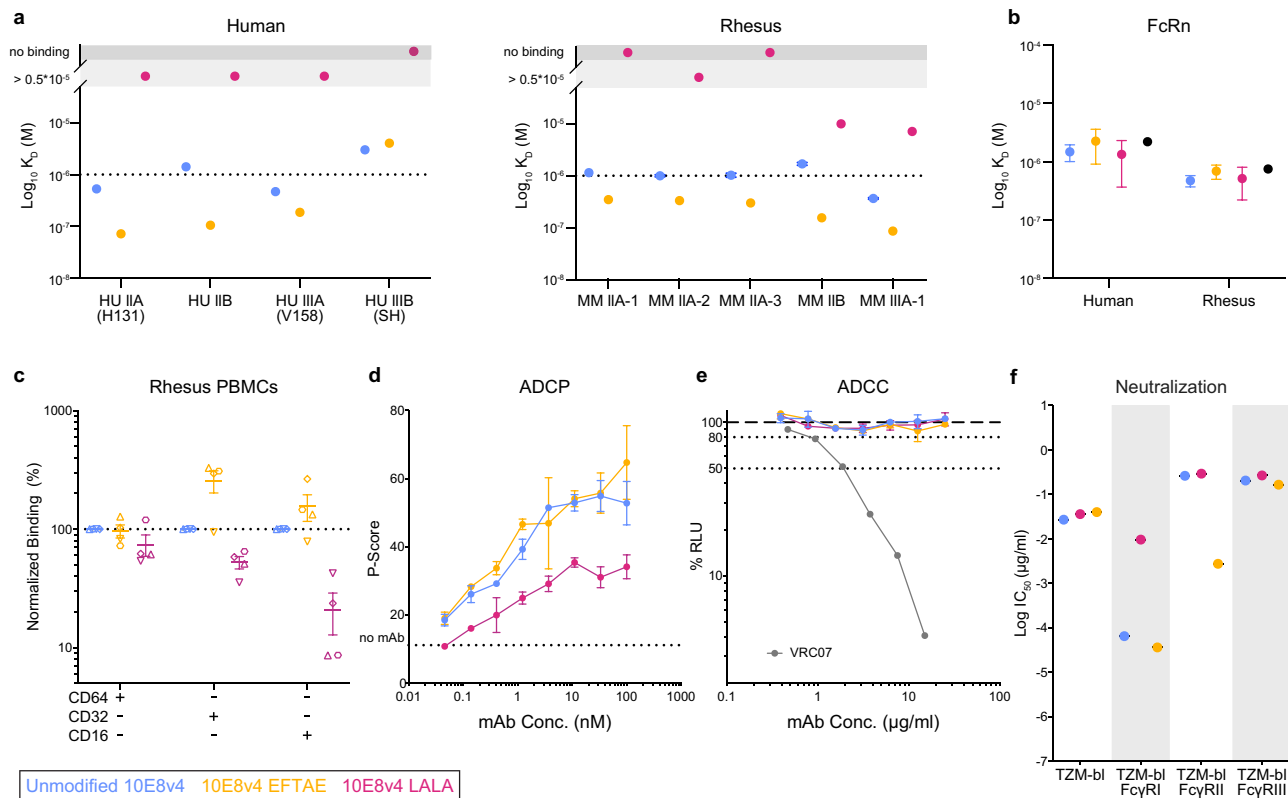 a
Human
Rhesus
b
FcRn
no binding
> 0.5*10-5
10-5
10-6
10-7
10-8
Log10 KD (M)
HU IIA
(H131)
HU IIB
HU IIIA
(V158)
HU IIIB
(SH)
no binding
> 0.5*10-5
10-5
10-6
10-7
10-8
Log10 KD (M)
MM IIA-1
MM IIA-2
MM IIA-3
MM IIB
MM IIIA-1
10-4
10-5
10-6
10-7
10-8
Log10 KD (M)
Human
Rhesus
c
Rhesus PBMCs
1000
100
10
Normalized Binding (%)
CD64 + - -
CD32 - + -
CD16 - - +
d
ADCP
80
60
40
20
0
no mAb
P-Score
0.01 0.1 1 10 100 1000
mAb Conc. (nM)
e
ADCC
100
80
50
10
% RLU
VRC07
0.1 1 10 100
mAb Conc. (µg/ml)
f
Neutralization
1
0
-1
-2
-3
-4
-5
-6
-7
Log IC50 (µg/ml)
TZM-bl
TZM-bl
FcγRI
TZM-bl
FcγRII
TZM-bl
FcγRIII
Unmodified 10E8v4 10E8v4 EFTAE 10E8v4 LALA